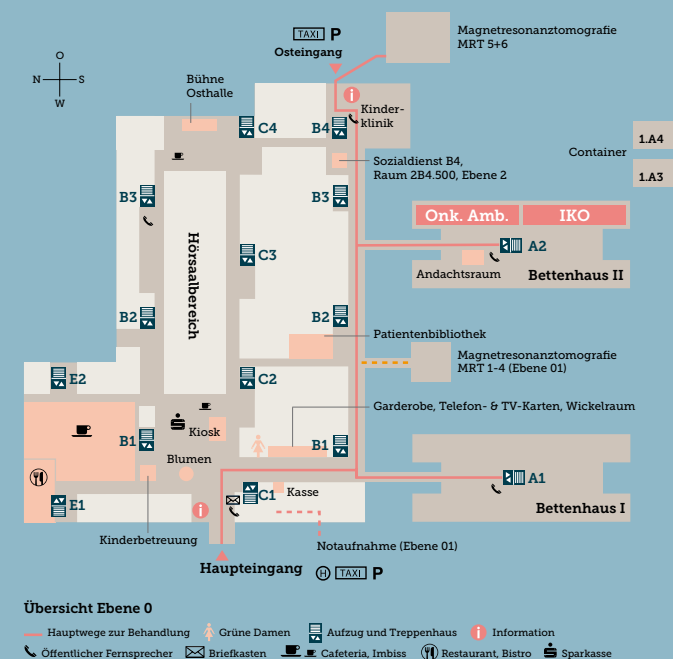 TAXI P
Osteingang
Magnetresonanztomografie
MRT 5+6
O
N S
W
Bühne
Osthalle
i
Kinder-
klinik
C4
B4
1.A4
Container
1.A3
Sozialdienst B4,
Raum 2B4.500, Ebene 2
B3
B3
Onk. Amb.
IKO
Hörsaalbereich
C3
A2
Andachtsraum
Bettenhaus II
B2
B2
Patientenbibliothek
Magnetresonanztomografie
MRT 1-4 (Ebene 01)
E2
C2
Garderobe, Telefon- & TV-Karten, Wickelraum
Kiosk
B1
B1
Blumen
A1
C1
Kasse
E1
i
Bettenhaus I
Kinderbetreuung
Notaufnahme (Ebene 01)
Haupteingang
H TAXI P
Übersicht Ebene 0
Hauptwege zur Behandlung
Grüne Damen
Aufzug und Treppenhaus
i Information
Öffentlicher Fernsprecher
Briefkasten
Cafeteria, Imbiss
Restaurant, Bistro
Sparkasse